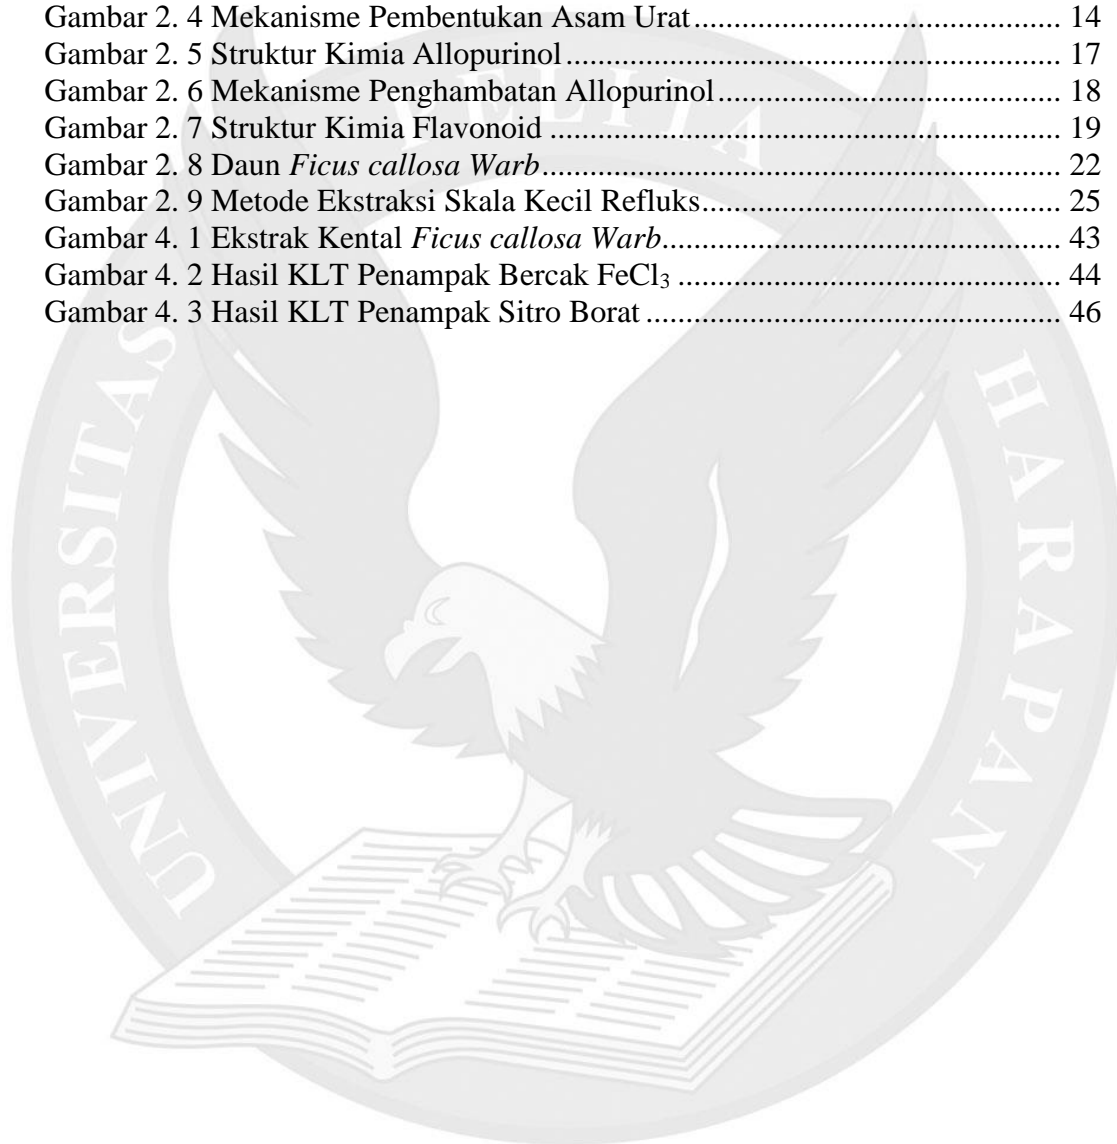 Gambar 2. 4 Mekanisme Pembentukan Asam Urat ................................................ 14
Gambar 2. 5 Struktur Kimia Allopurinol ................................................................ 17
Gambar 2. 6 Mekanisme Penghambatan Allopurinol ............................................. 18
Gambar 2. 7 Struktur Kimia Flavonoid .................................................................. 19
Gambar 2. 8 Daun Ficus callosa Warb ................................................................... 22
Gambar 2. 9 Metode Ekstraksi Skala Kecil Refluks ............................................... 25
Gambar 4. 1 Ekstrak Kental Ficus callosa Warb .................................................... 43
Gambar 4. 2 Hasil KLT Penampak Bercak FeCl₃ .................................................. 44
Gambar 4. 3 Hasil KLT Penampak Sitro Borat ...................................................... 46
UNIVERSITAS PELITA HARAPAN